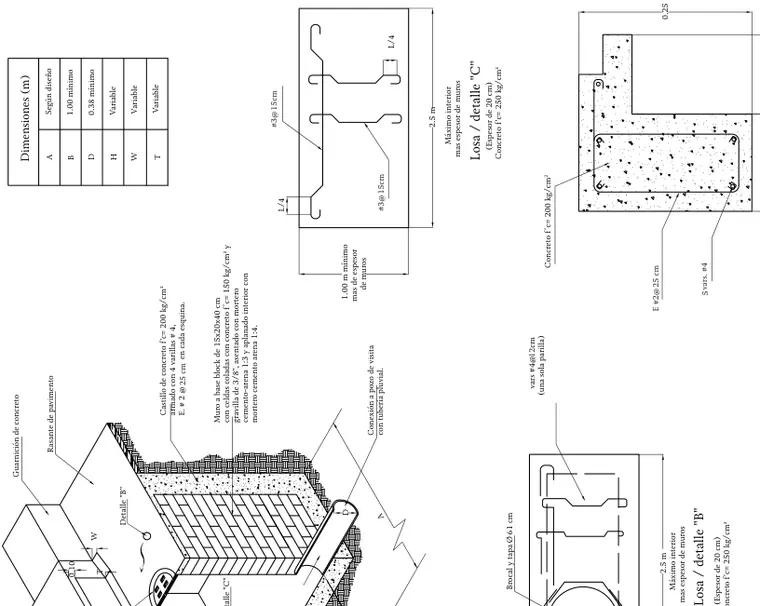 Dimensiones (m)
A Según diseño
B 1.00 mínimo
D 0.38 mínimo
H Variable
W Variable
T Variable
#3@15cm
L/4
L/4
#3@15cm
2.5 m
Máximo interior
mas espesor de muros
Losa / detalle "C"
(Espesor de 20 cm)
Concreto f´c= 250 kg/cm²
1.00 m mínimo
mas de espesor
de muros
0.25
Concreto f´c= 200 kg/cm²
E #2@25 cm
5vars. #4
Guarnición de concreto
Rasante de pavimento
Castillo de concreto f´c= 200 kg/cm²
armado con 4 varillas # 4,
E. # 2 @ 25 cm en cada esquina.
Muro a base block de 15x20x40 cm
con celdas coladas con concreto f´c= 150 kg/cm² y
gravilla de 3/8", asentado con mortero
cemento-arena 1:3 y aplanado interior con
mortero cemento arena 1:4.
Conexión a pozo de visita
con tubería pluvial.
Detalle "B"
W
0.10
D
A
talle "C"
vars #4@12cm
(una sola parilla)
Brocal y tapa Ø 61 cm
2.5 m
Máximo interior
mas espesor de muros
Losa / detalle "B"
(Espesor de 20 cm)
oncreto f´c= 250 kg/cm²